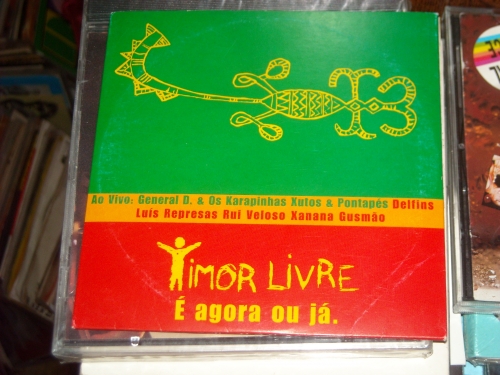 Ao Vivo: General D. & Os Karapinhas Xutos & Pontapés Delfins
Luís Represas Rui Veloso Xanana Gusmão
TIMOR LIVRE
É agora ou já.